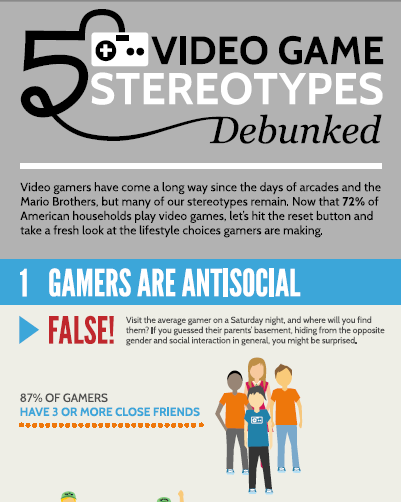 5 VIDEO GAME
STEREOTYPES
Debunked
Video gamers have come a long way since the days of arcades and the
Mario Brothers, but many of our stereotypes remain. Now that 72% of
American households play video games, let's hit the reset button and
take a fresh look at the lifestyle choices gamers are making.
1 GAMERS ARE ANTISOCIAL
FALSE!
Visit the average gamer on a Saturday night, and where will you find
them? If you guessed their parents' basement, hiding from the opposite
gender and social interaction in general, you might be surprised.
87% OF GAMERS
HAVE 3 OR MORE CLOSE FRIENDS